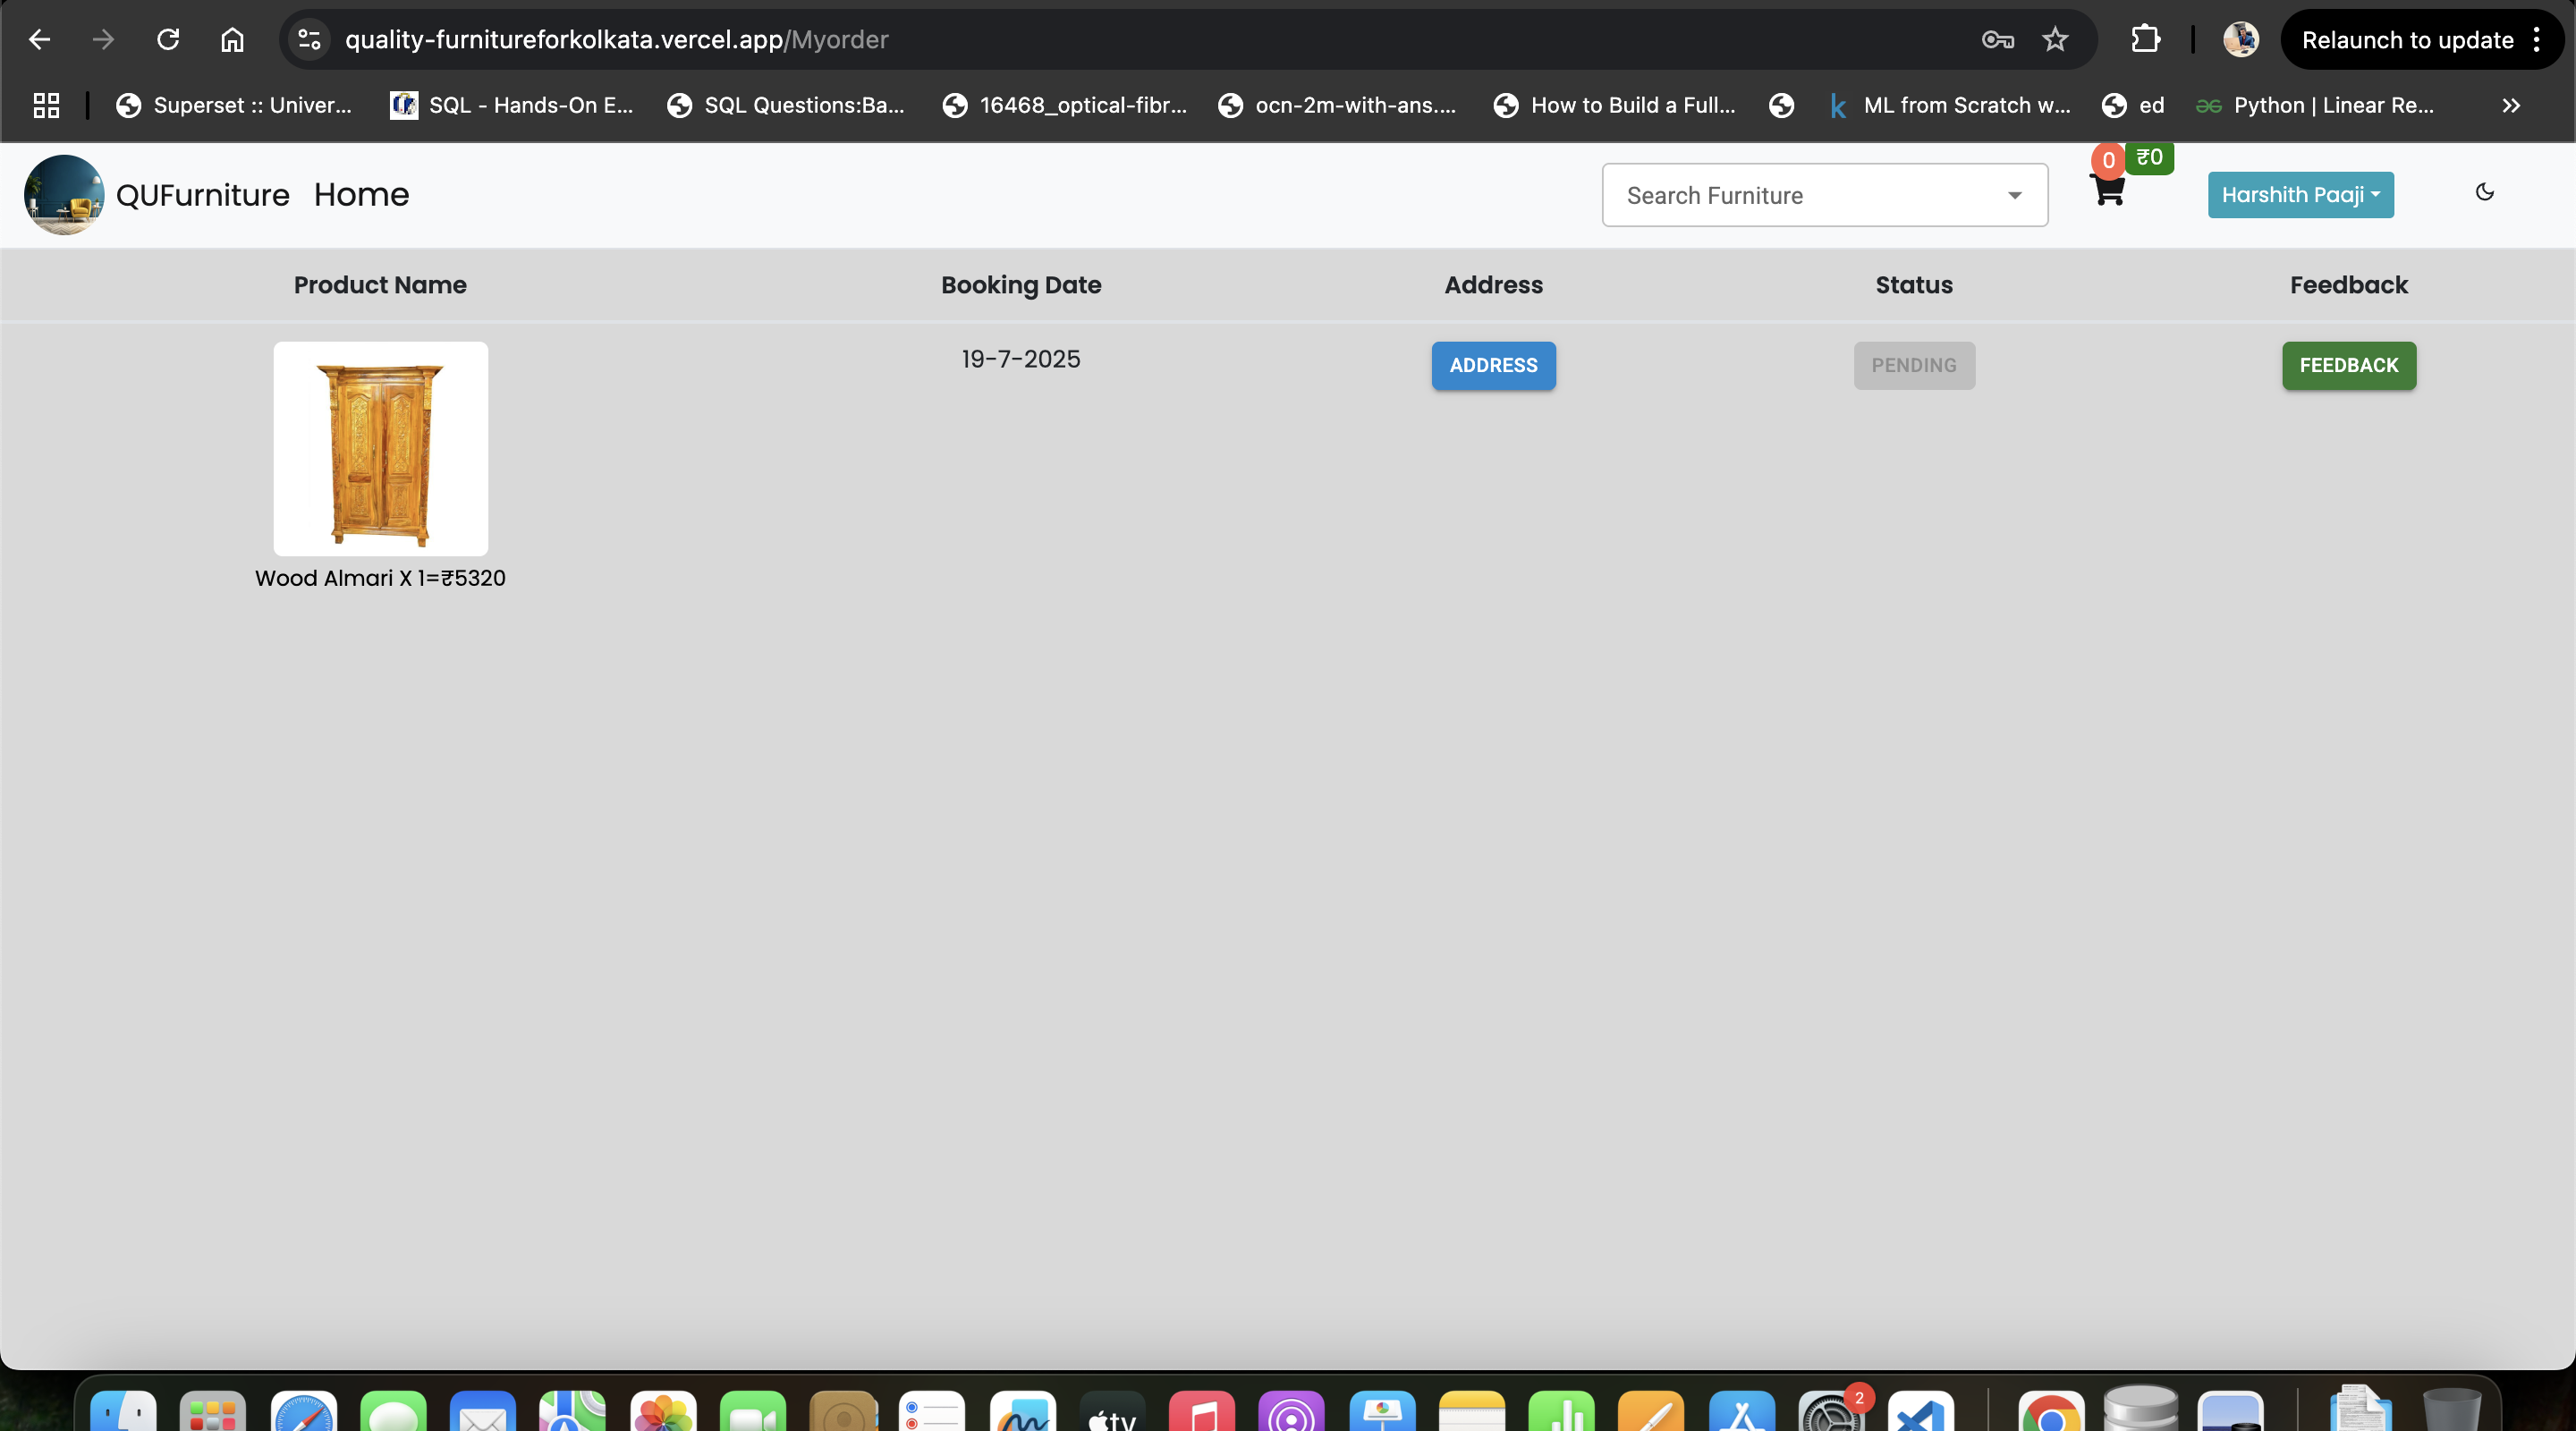 quality-furnitureforkolkata.vercel.app/Myorder
Relaunch to update
Superset :: Univer...
SQL - Hands-On E...
SQL Questions:Ba...
16468_optical-fibr...
ocn-2m-with-ans....
How to Build a Full...
ML from Scratch w...
ed
Python | Linear Re...
QUFurniture Home
Search Furniture
0
₹0
Harshith Paaji
Product Name Booking Date Address Status Feedback
19-7-2025 ADDRESS PENDING FEEDBACK
Wood Almari X 1=₹5320
tv
2